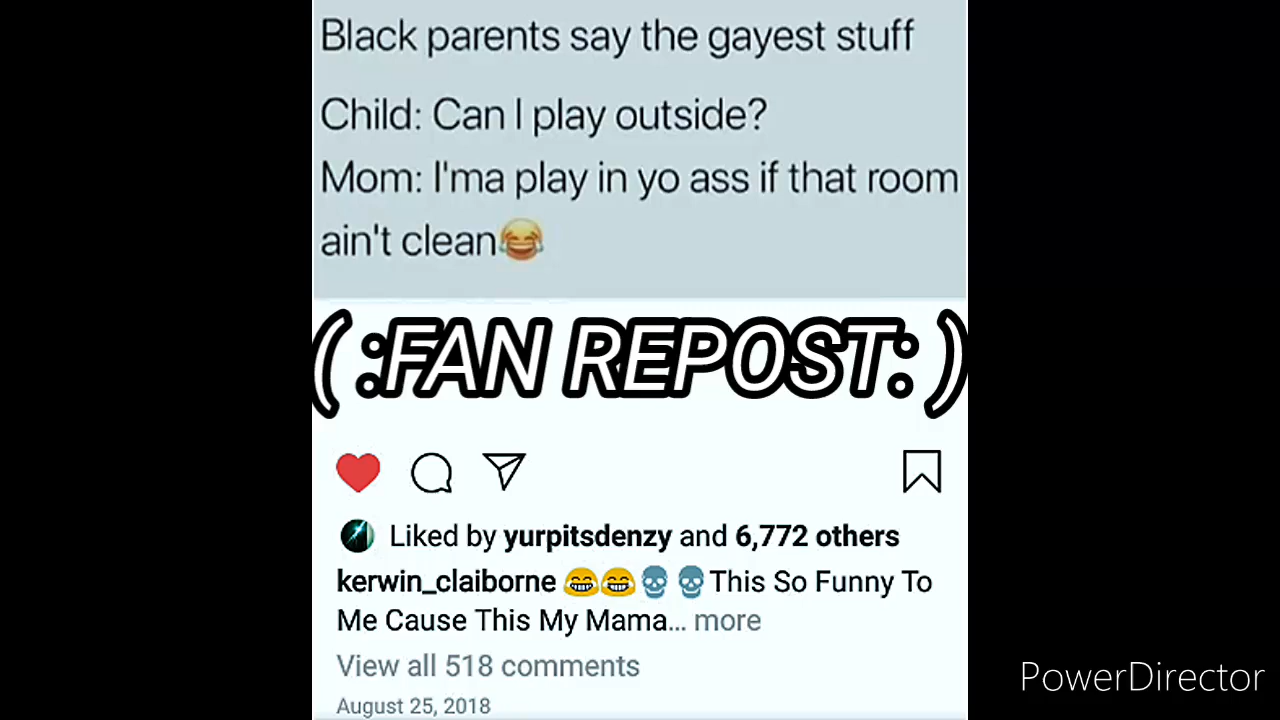 Black parents say the gayest stuff
Child: Can I play outside?
Mom: I'ma play in yo ass if that room
ain't clean😂
( :FAN REPOST: )
Liked by yurpitsdenzy and 6,772 others
kerwin_claiborne 😂😂💀💀This So Funny To
Me Cause This My Mama... more
View all 518 comments
August 25, 2018
PowerDirector